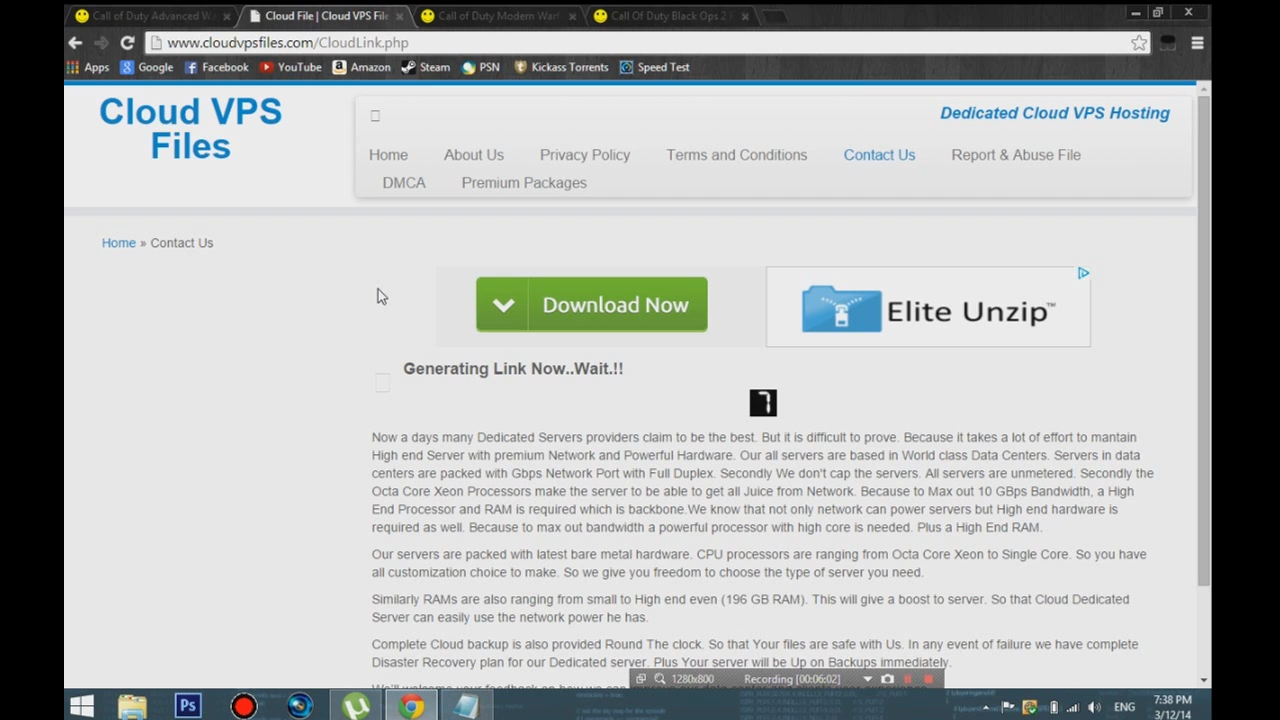 Call of Duty Advanced Wa
Cloud File | Cloud VPS File
Call of Duty Modern Warf
Call Of Duty Black Ops 2 F
www.cloudvpsfiles.com/CloudLink.php
Apps
Google
Facebook
YouTube
Amazon
Steam
PSN
Kickass Torrents
Speed Test
Cloud VPS
Files
Dedicated Cloud VPS Hosting
Home
About Us
Privacy Policy
Terms and Conditions
Contact Us
Report & Abuse File
DMCA
Premium Packages
Home » Contact Us
Download Now
Elite Unzip™
Generating Link Now..Wait.!!
7
Now a days many Dedicated Servers providers claim to be the best. But it is difficult to prove. Because it takes a lot of effort to mantain
High end Server with premium Network and Powerful Hardware. Our all servers are based in World class Data Centers. Servers in data
centers are packed with Gbps Network Port with Full Duplex. Secondly We don't cap the servers. All servers are unmetered. Secondly the
Octa Core Xeon Processors make the server to be able to get all Juice from Network. Because to Max out 10 GBps Bandwidth, a High
End Processor and RAM is required which is backbone.We know that not only network can power servers but High end hardware is
required as well. Because to max out bandwidth a powerful processor with high core is needed. Plus a High End RAM.
Our servers are packed with latest bare metal hardware. CPU processors are ranging from Octa Core Xeon to Single Core. So you have
all customization choice to make. So we give you freedom to choose the type of server you need.
Similarly RAMs are also ranging from small to High end even (196 GB RAM). This will give a boost to server. So that Cloud Dedicated
Server can easily use the network power he has.
Complete Cloud backup is also provided Round The clock. So that Your files are safe with Us. In any event of failure we have complete
Disaster Recovery plan for our Dedicated server. Plus Your server will be Up on Backups immediately.
1280x800
Recording [00:06:02]
Ps
ENG
7:38 PM
3/12/14